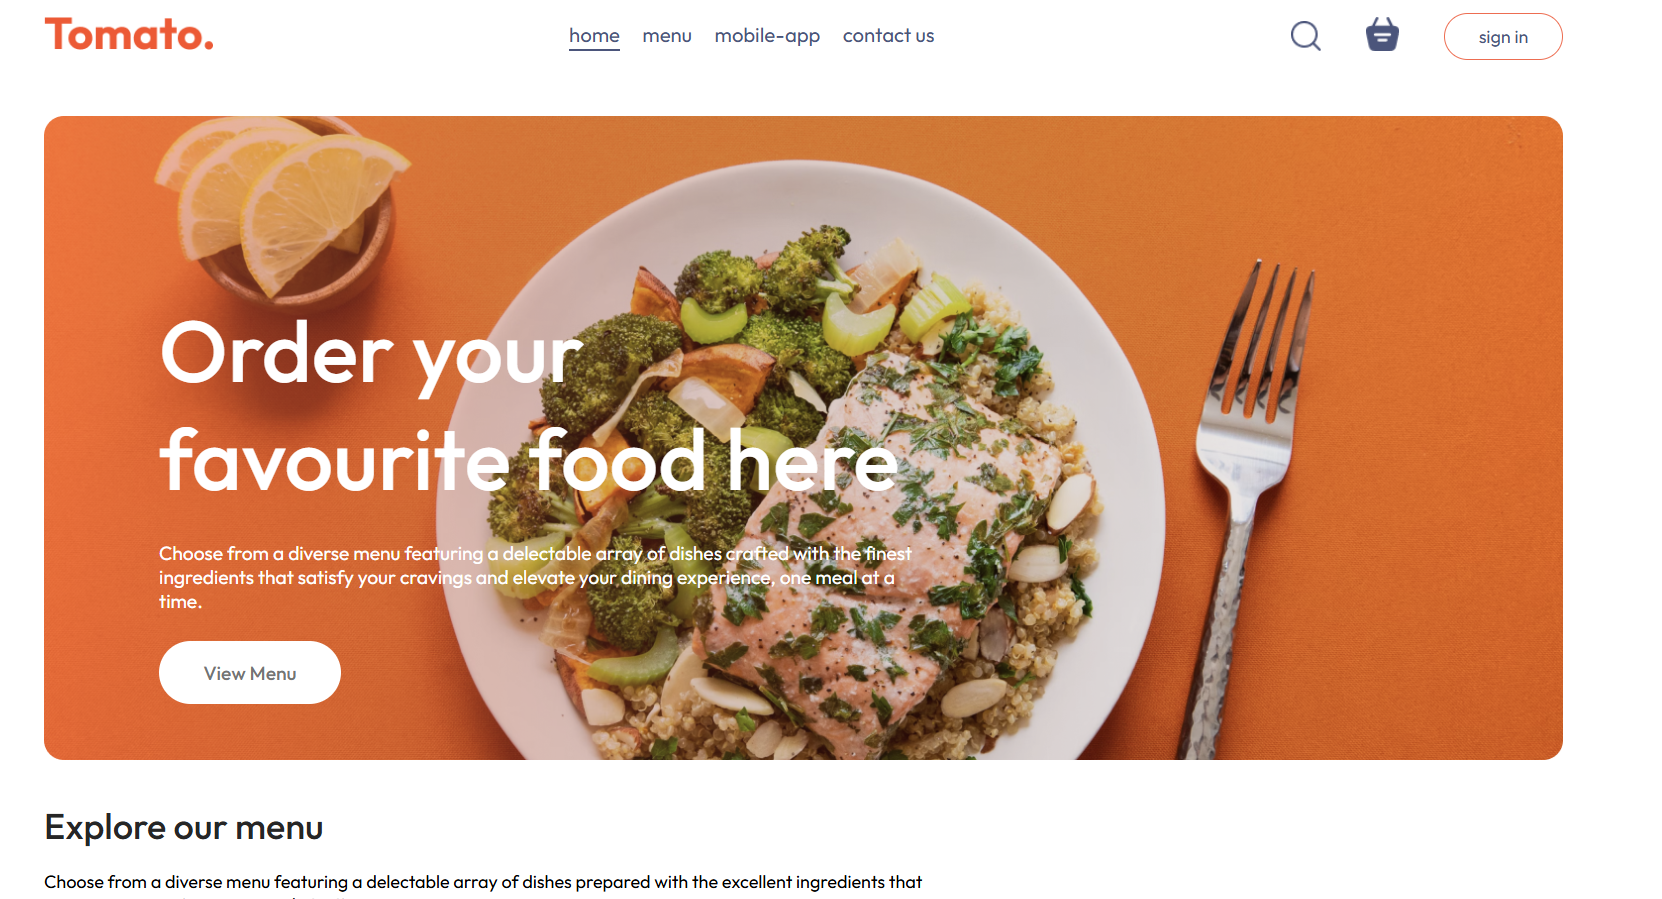 Tomato.
home menu mobile-app contact us
sign in
Order your
favourite food here
Choose from a diverse menu featuring a delectable array of dishes crafted with the finest
ingredients that satisfy your cravings and elevate your dining experience, one meal at a
time.
View Menu
Explore our menu
Choose from a diverse menu featuring a delectable array of dishes prepared with the excellent ingredients that